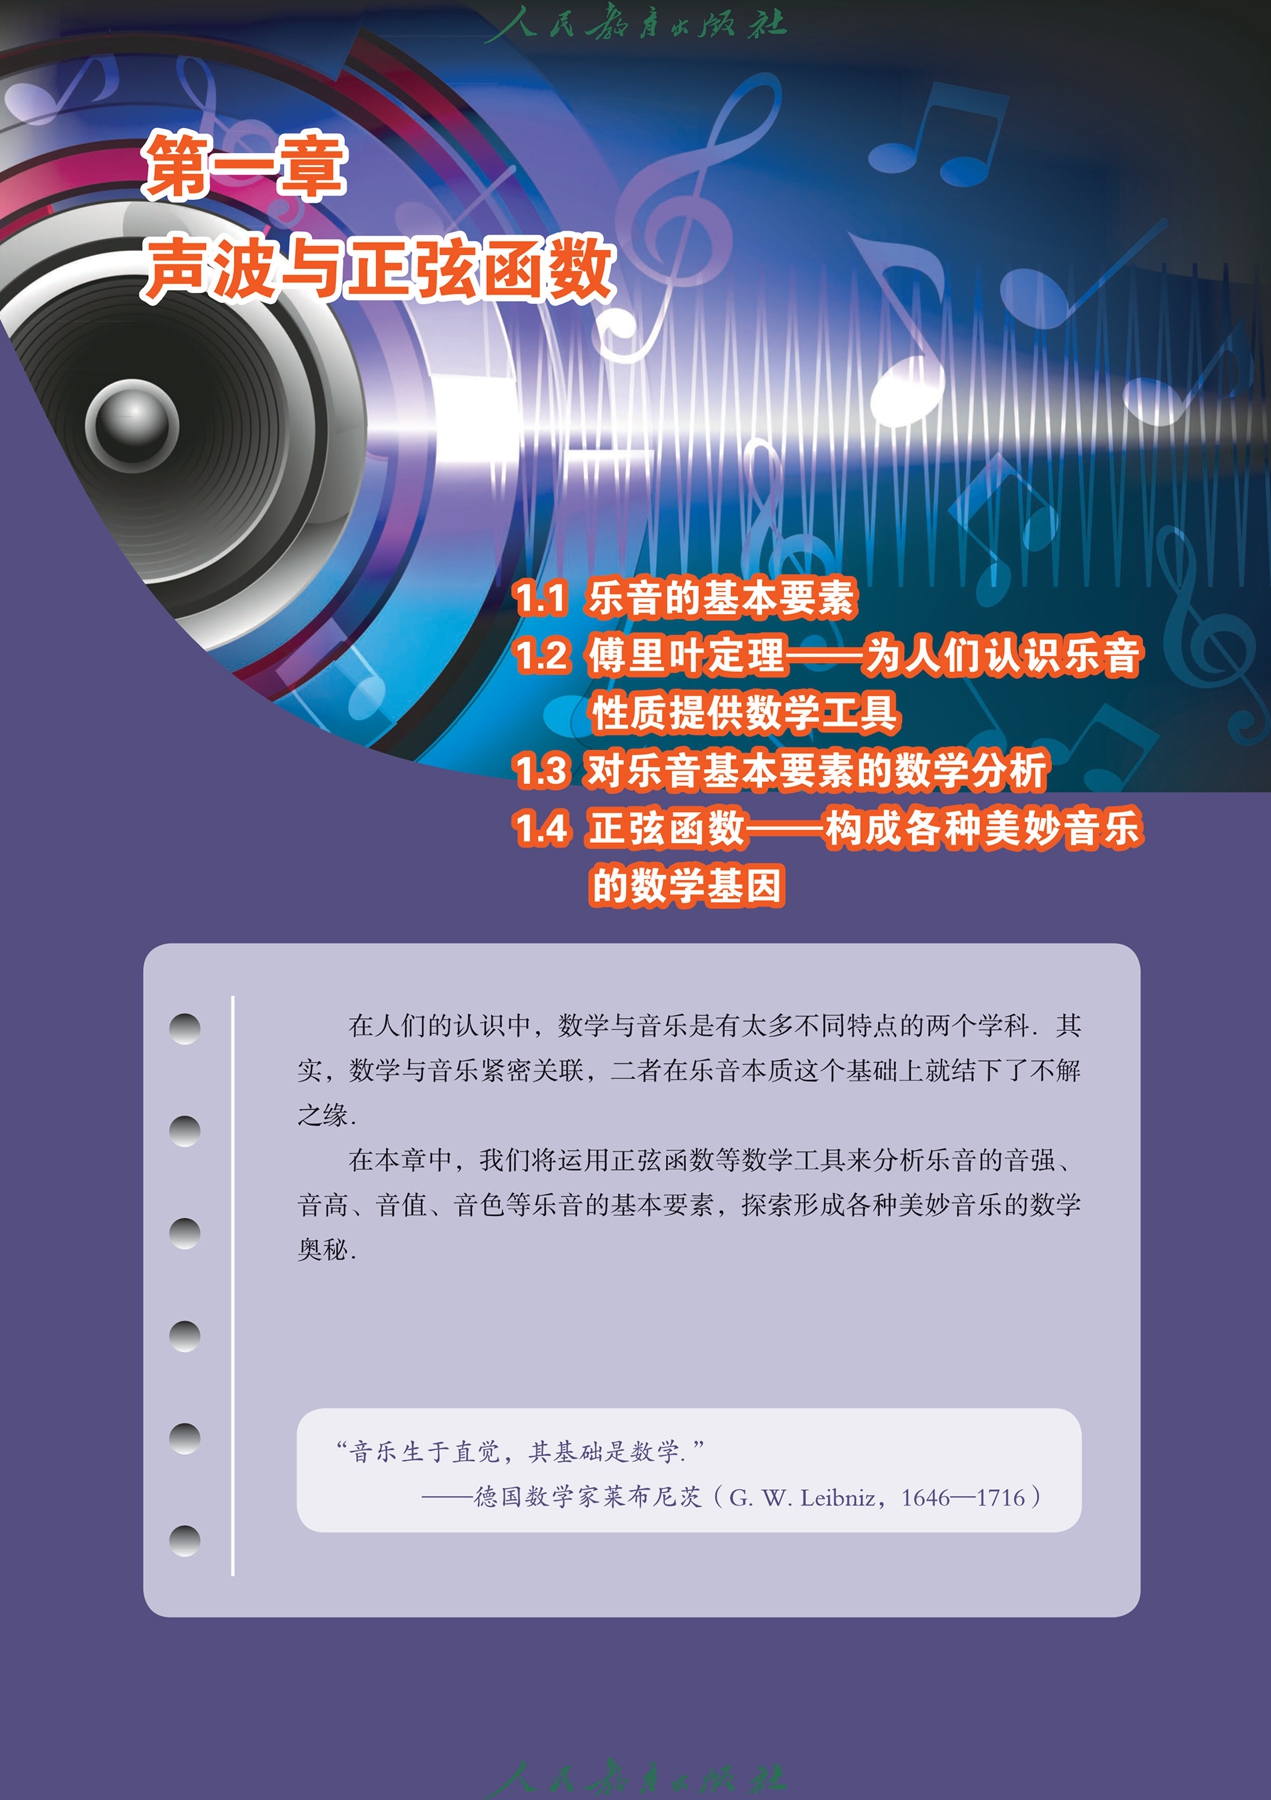 人民教育出版社
第一章
声波与正弦函数
1.1 乐音的基本要素
1.2 傅里叶定理——为人们认识乐音
性质提供数学工具
1.3 对乐音基本要素的数学分析
1.4 正弦函数——构成各种美妙音乐
的数学基因
在人们的认识中，数学与音乐是有太多不同特点的两个学科．其
实，数学与音乐紧密关联，二者在乐音本质这个基础上就结下了不解
之缘．
在本章中，我们将运用正弦函数等数学工具来分析乐音的音强、
音高、音值、音色等乐音的基本要素，探索形成各种美妙音乐的数学
奥秘．
“音乐生于直觉，其基础是数学．”
——德国数学家莱布尼茨（G. W. Leibniz，1646—1716）
人民教育出版社